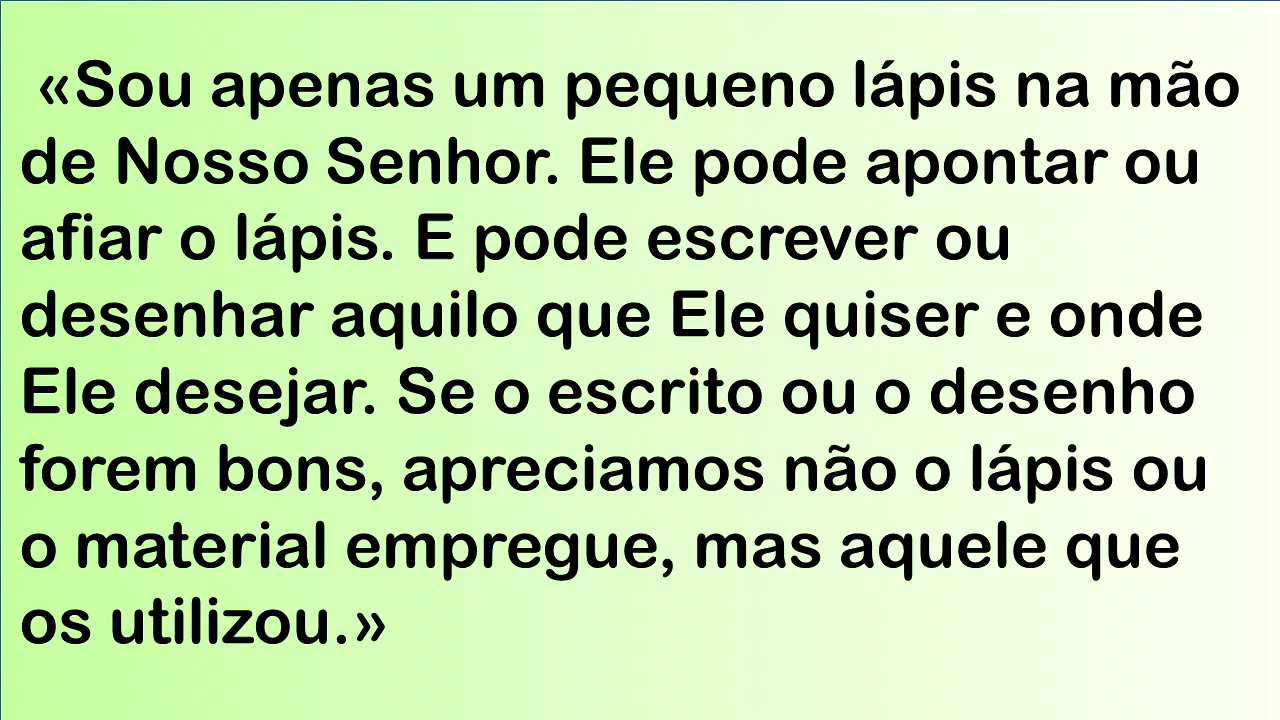 «Sou apenas um pequeno lápis na mão
de Nosso Senhor. Ele pode apontar ou
afiar o lápis. E pode escrever ou
desenhar aquilo que Ele quiser e onde
Ele desejar. Se o escrito ou o desenho
forem bons, apreciamos não o lápis ou
o material empregue, mas aquele que
os utilizou.»